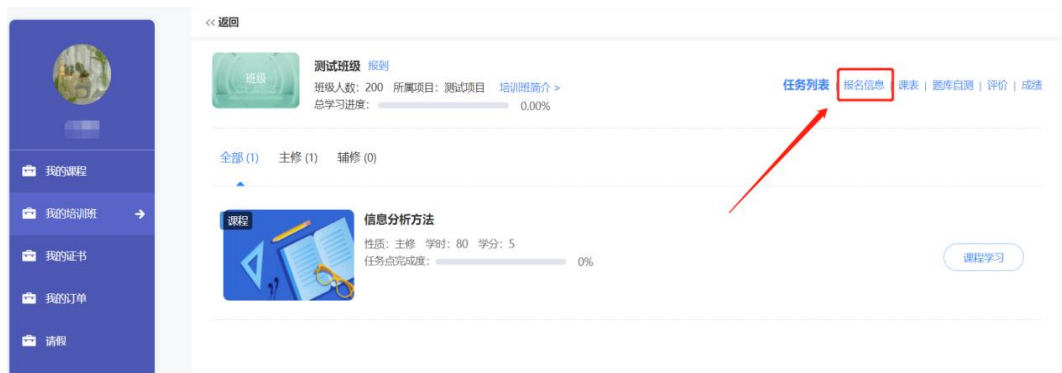 << 返回
班级
测试班级 报到
班级人数: 200 所属项目: 测试项目 培训班简介 >
总学习进度: 0.00%
任务列表 | 报名信息 | 课表 | 题库自测 | 评价 | 成绩
全部 (1) 主修 (1) 辅修 (0)
我的课程
我的培训班
我的证书
我的订单
请假
课程
信息分析方法
性质: 主修 学时: 80 学分: 5
任务点完成度: 0%
课程学习